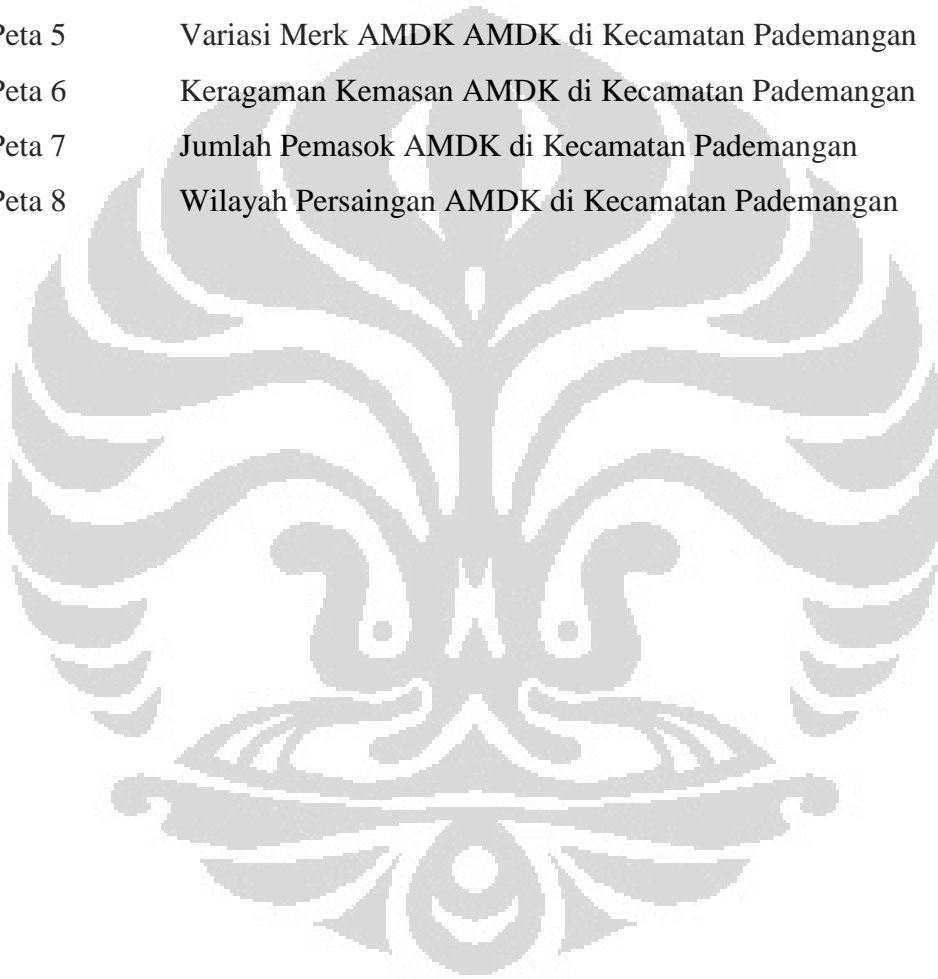 Peta 5 Variasi Merk AMDK AMDK di Kecamatan Pademangan
Peta 6 Keragaman Kemasan AMDK di Kecamatan Pademangan
Peta 7 Jumlah Pemasok AMDK di Kecamatan Pademangan
Peta 8 Wilayah Persaingan AMDK di Kecamatan Pademangan